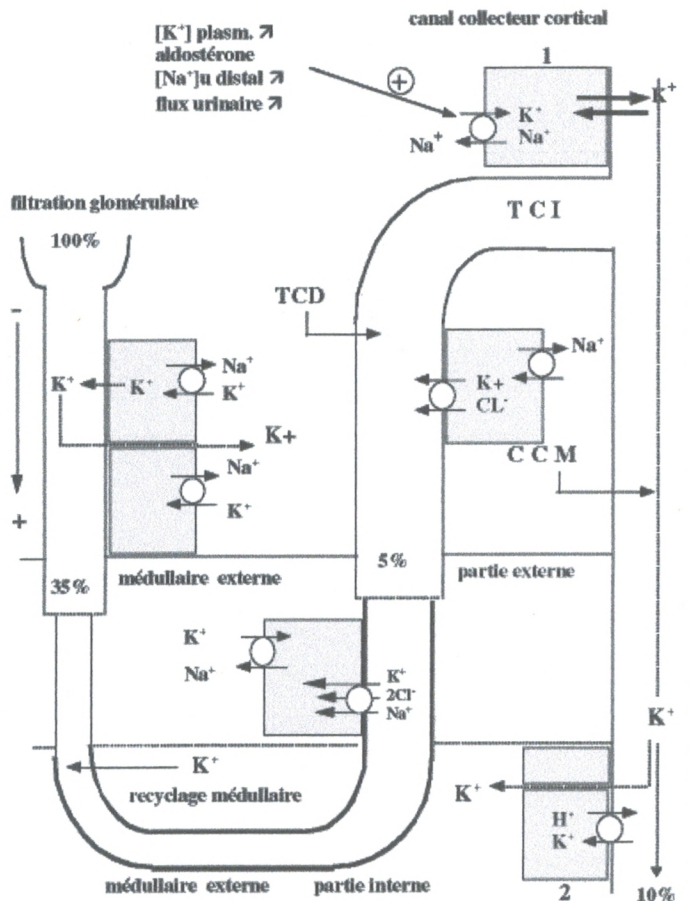 canal collecteur cortical
[K⁺] plasm. ↗
aldostérone
[Na⁺]u distal ↗
flux urinaire ↗
+
1
K⁺
Na⁺
Na⁺
K⁺
filtration glomérulaire
100%
T C I
TCD
-
+
K⁺
K⁺
Na⁺
K⁺
K+
Na⁺
K⁺
K+
CL⁻
Na⁺
C C M
35%
médullaire externe
5%
partie externe
K⁺
Na⁺
K⁺
2Cl⁻
Na⁺
K⁺
K⁺
recyclage médullaire
K⁺
H⁺
K⁺
médullaire externe
partie interne
2
10%